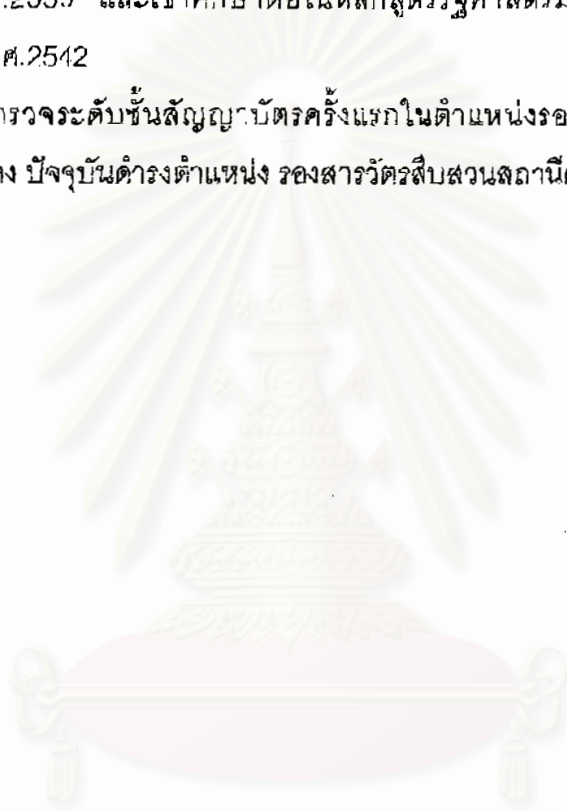 .2539 และเข้าศึกษาต่อในหลักสูตรรัฐศาสตร
ศ.2542
ารวจระดับชั้นสัญญาบัตรครั้งแรกในตำแหน่งรอ
ง ปัจจุบันดำรงตำแหน่ง รองสารวัตรสืบสวนสถานี